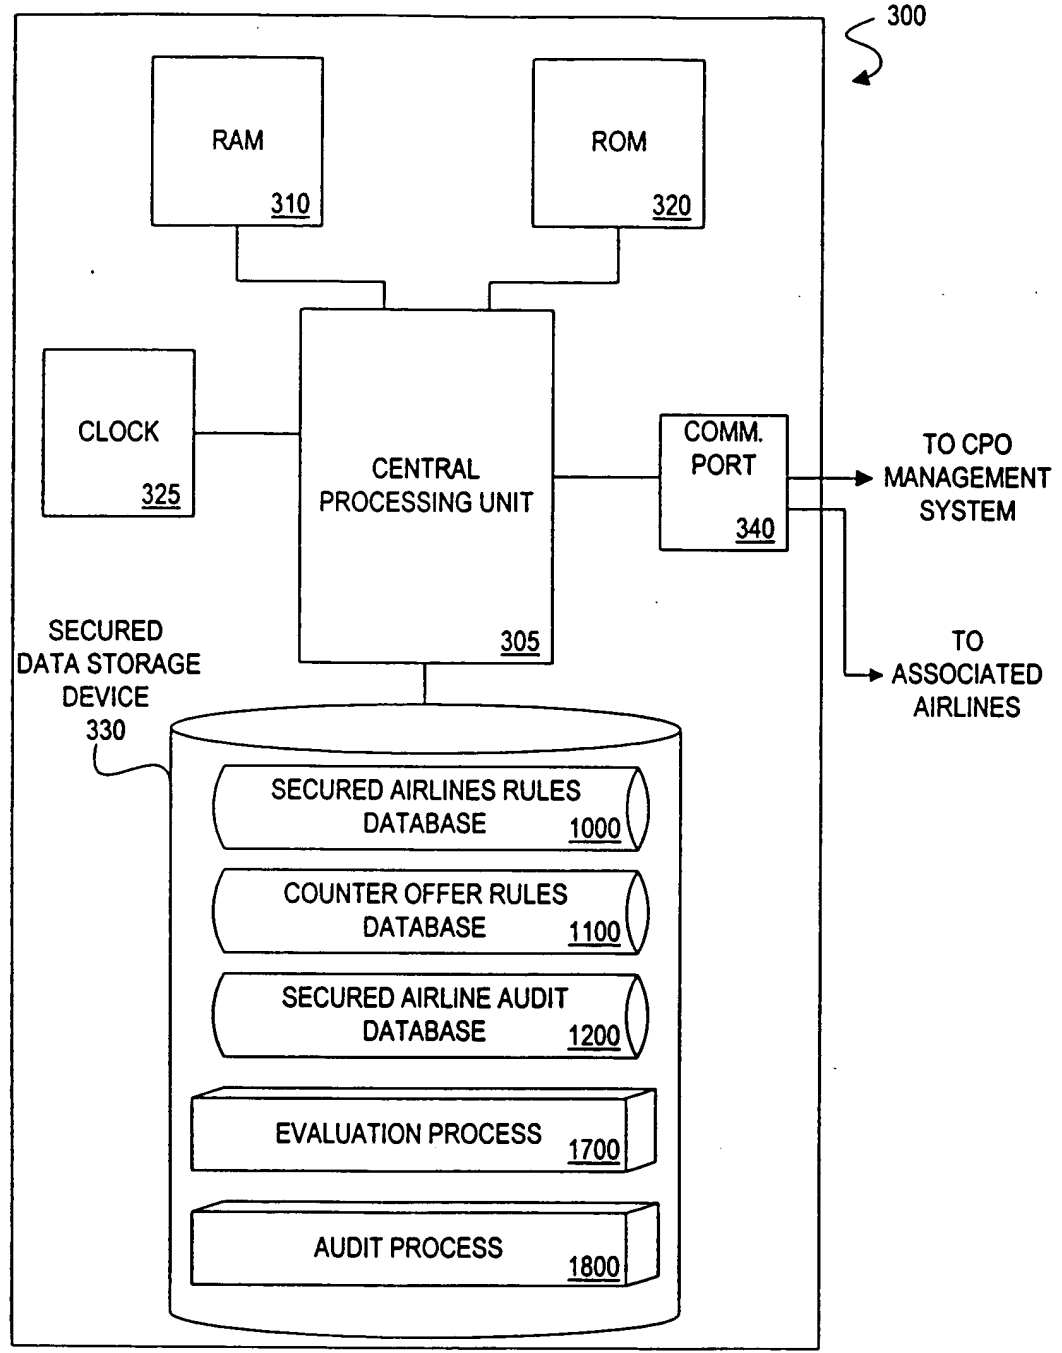 300
RAM
310
ROM
320
CLOCK
325
CENTRAL
PROCESSING UNIT
305
COMM.
PORT
340
TO CPO
MANAGEMENT
SYSTEM
TO
ASSOCIATED
AIRLINES
SECURED
DATA STORAGE
DEVICE
330
SECURED AIRLINES RULES
DATABASE
1000
COUNTER OFFER RULES
DATABASE
1100
SECURED AIRLINE AUDIT
DATABASE
1200
EVALUATION PROCESS
1700
AUDIT PROCESS
1800